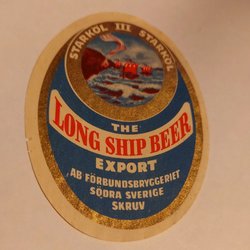 STARKÖL III STARKÖL
THE
LONG SHIP BEER
EXPORT
AB FÖRBUNDSBRYGGERIET
SÖDRA SVERIGE
SKRUV